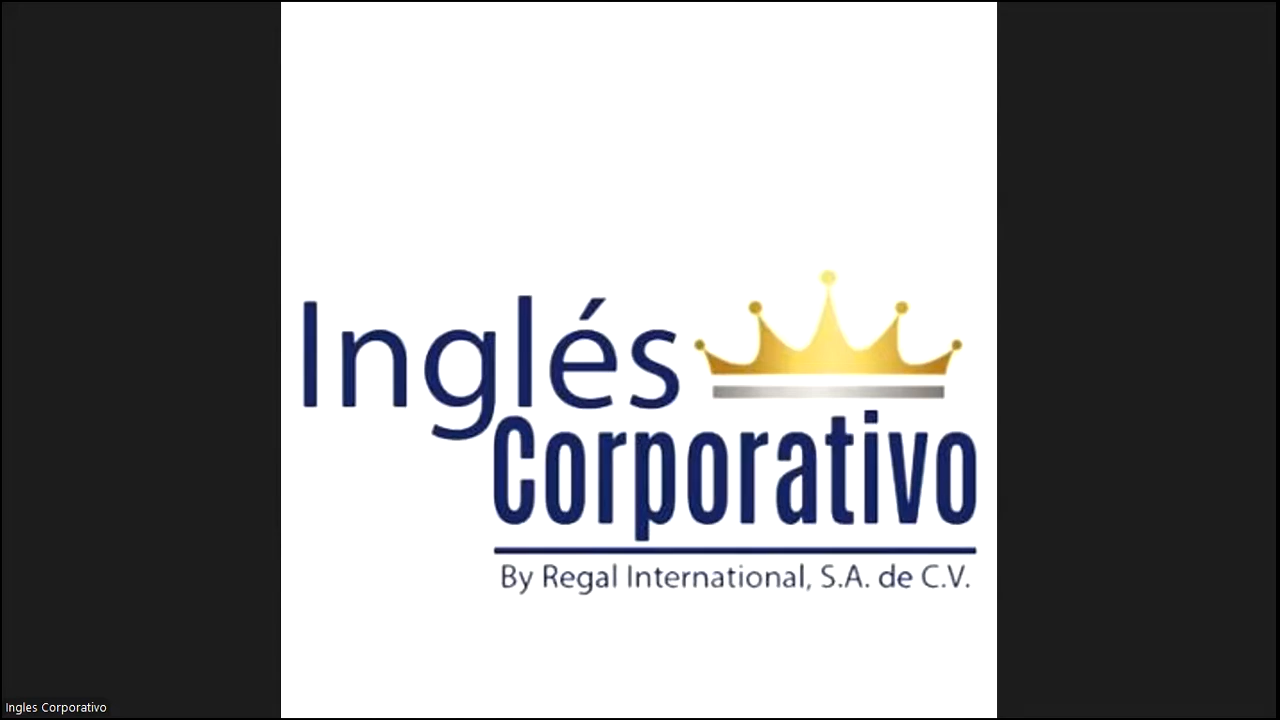 Inglés
Corporativo
By Regal International, S.A. de C.V.
Ingles Corporativo